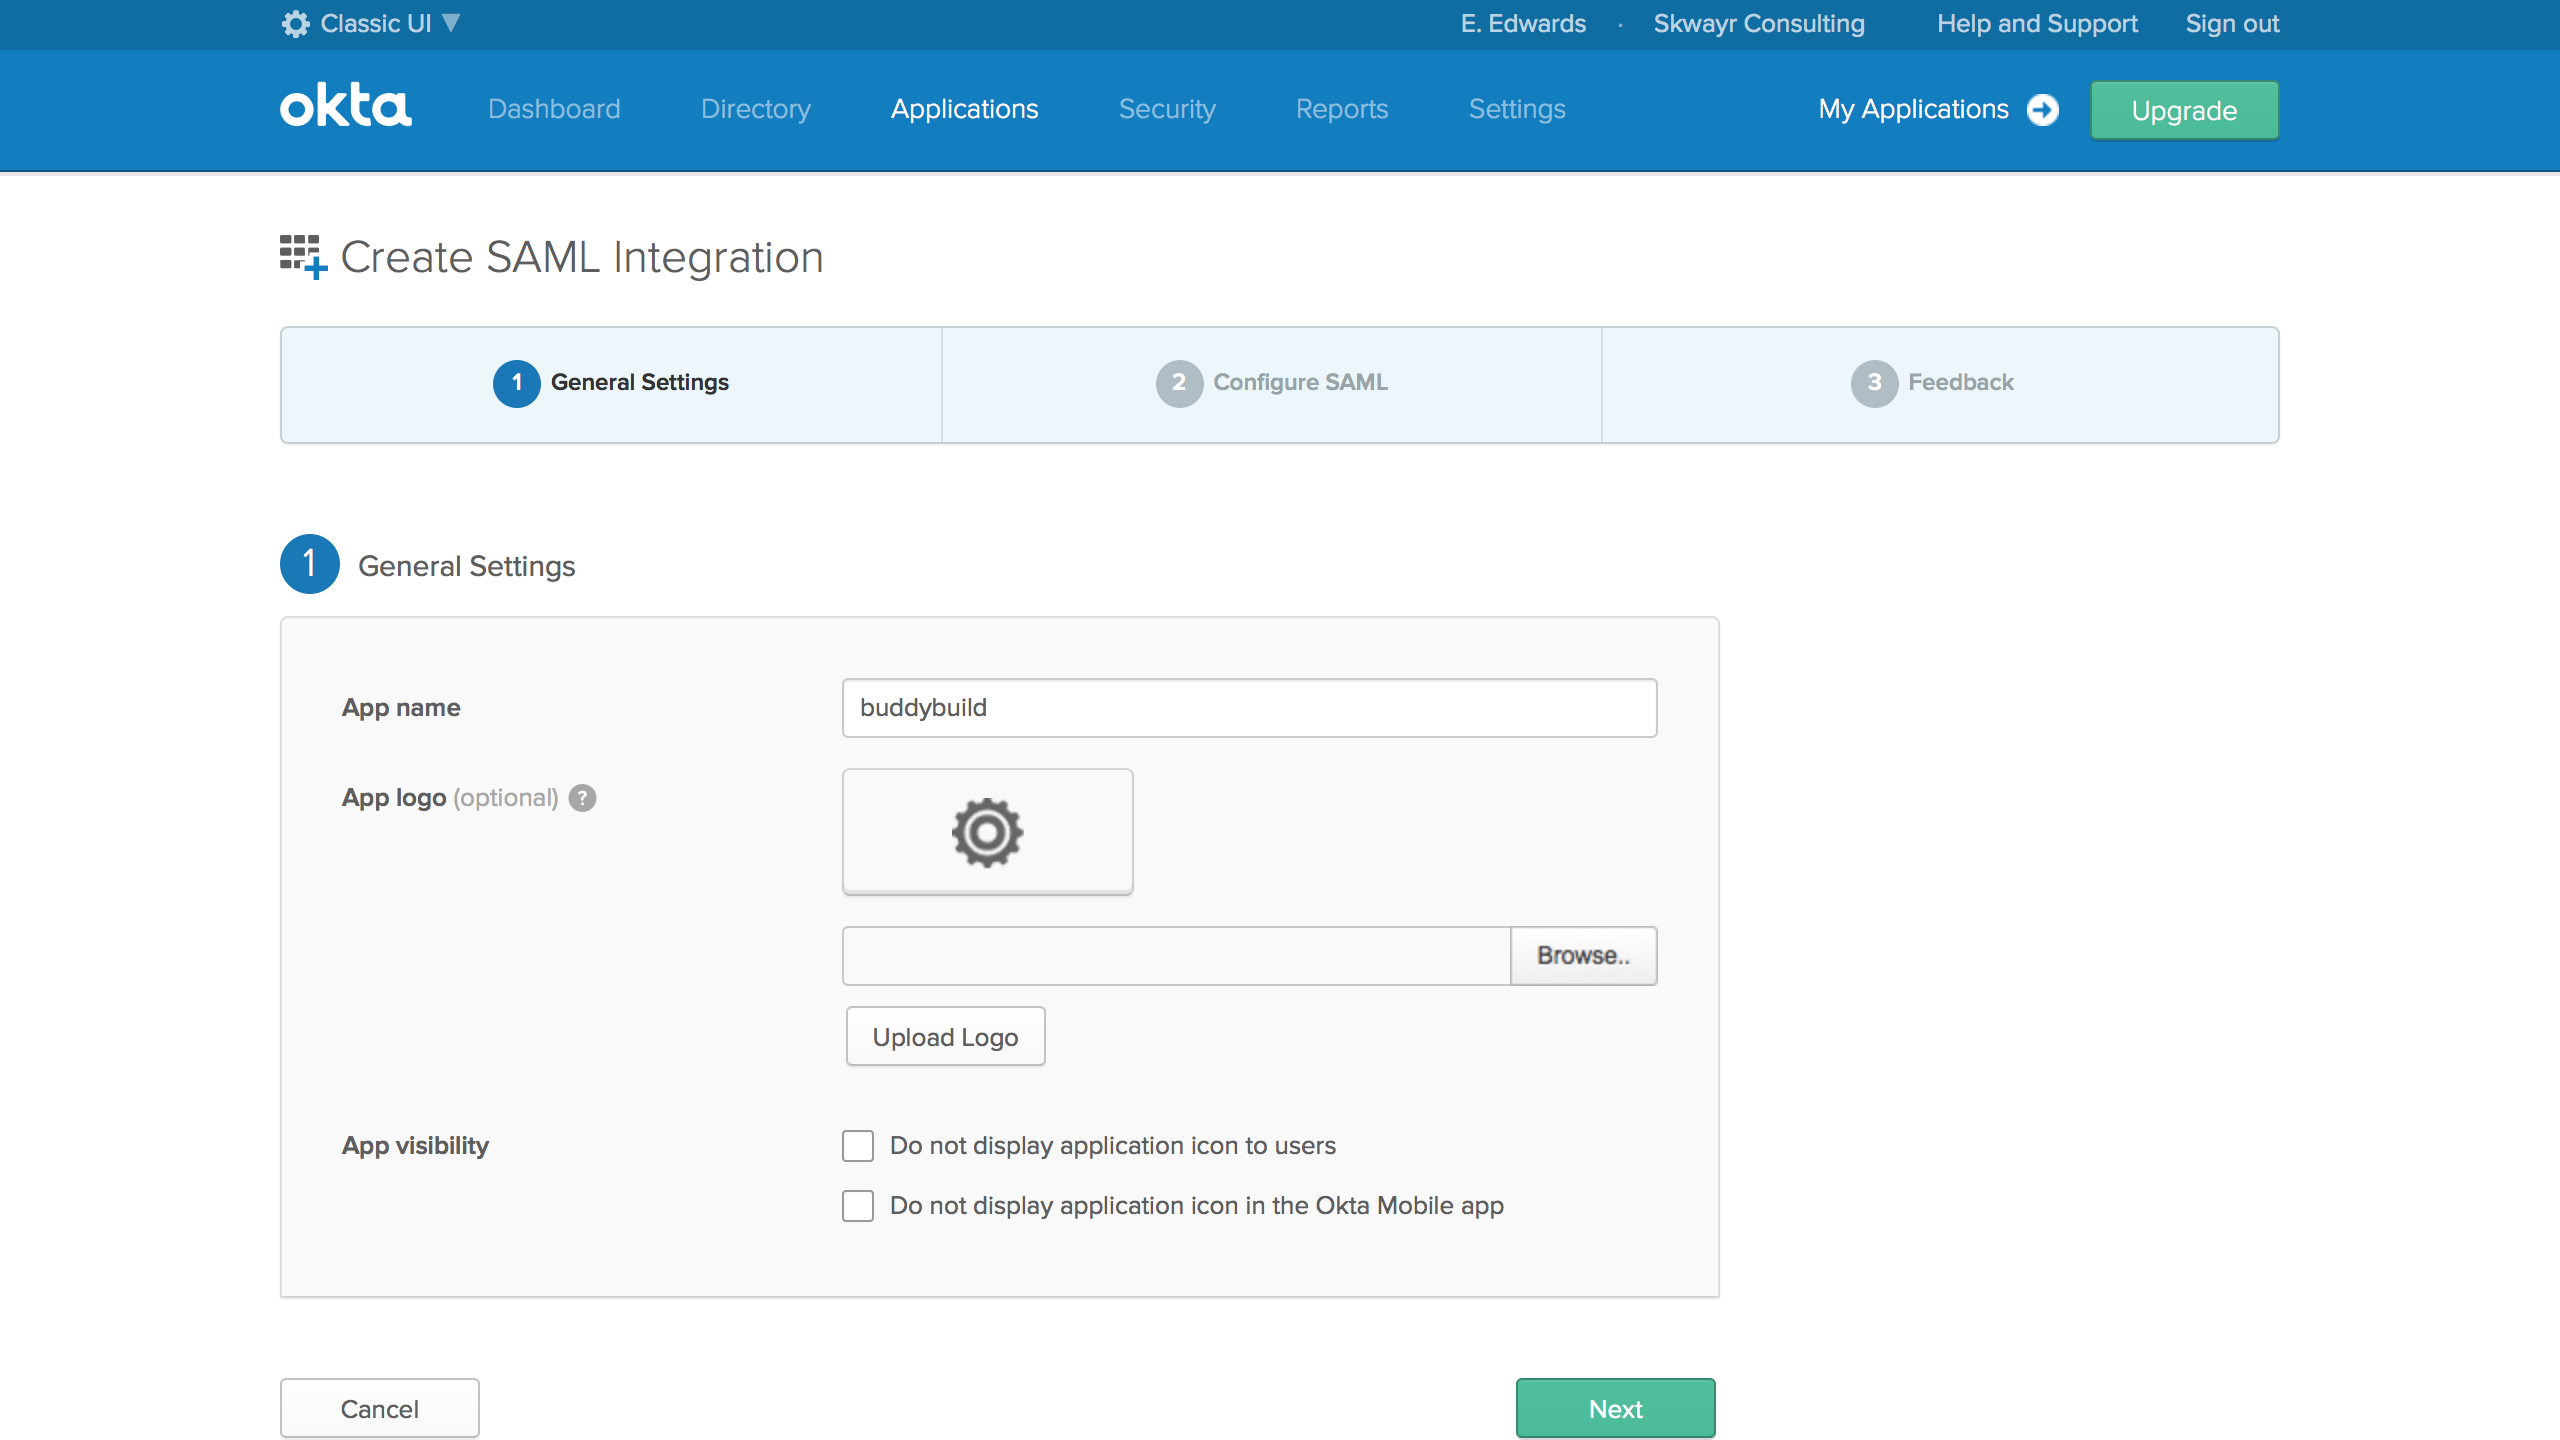 Classic UI ▼ E. Edwards · Skwayr Consulting Help and Support Sign out
okta Dashboard Directory Applications Security Reports Settings My Applications Upgrade
Create SAML Integration
1 General Settings 2 Configure SAML 3 Feedback
1 General Settings
App name buddybuild
App logo (optional) ?
Browse..
Upload Logo
App visibility Do not display application icon to users
Do not display application icon in the Okta Mobile app
Cancel Next